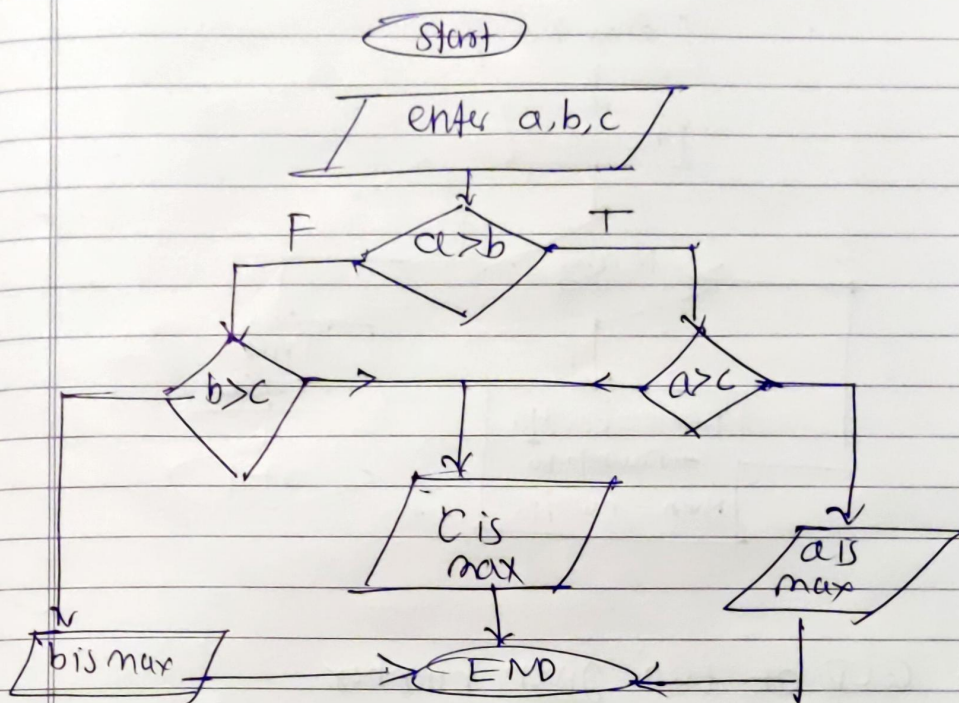 Start
enter a,b,c
F
T
a>b
b>c
a>c
C is
max
a is
max
b is max
END